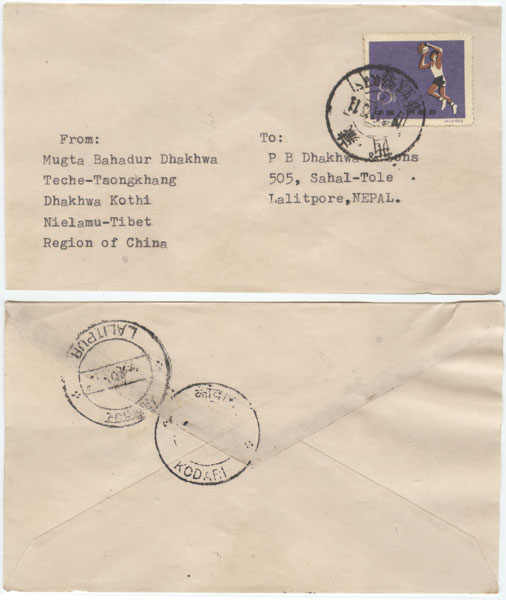 From:
Mugta Bahadur Dhakhwa
Teche-Tsongkhang
Dhakhwa Kothi
Nielamu-Tibet
Region of China
To:
P B Dhakhwa & Sons
505, Sahal-Tole .
Lalitpore,NEPAL.
8
LALITPUR
KODARI